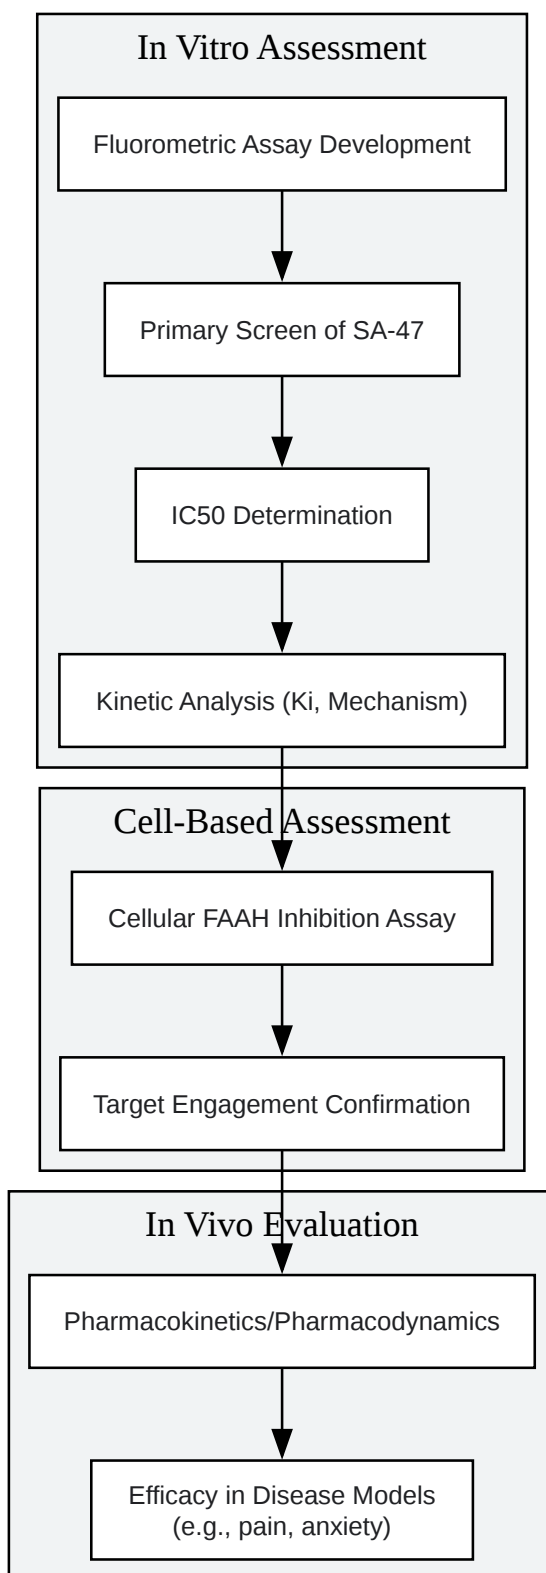 In Vitro Assessment
Fluorometric Assay Development
Primary Screen of SA-47
IC50 Determination
Kinetic Analysis (Ki, Mechanism)
Cell-Based Assessment
Cellular FAAH Inhibition Assay
Target Engagement Confirmation
In Vivo Evaluation
Pharmacokinetics/Pharmacodynamics
Efficacy in Disease Models
(e.g., pain, anxiety)